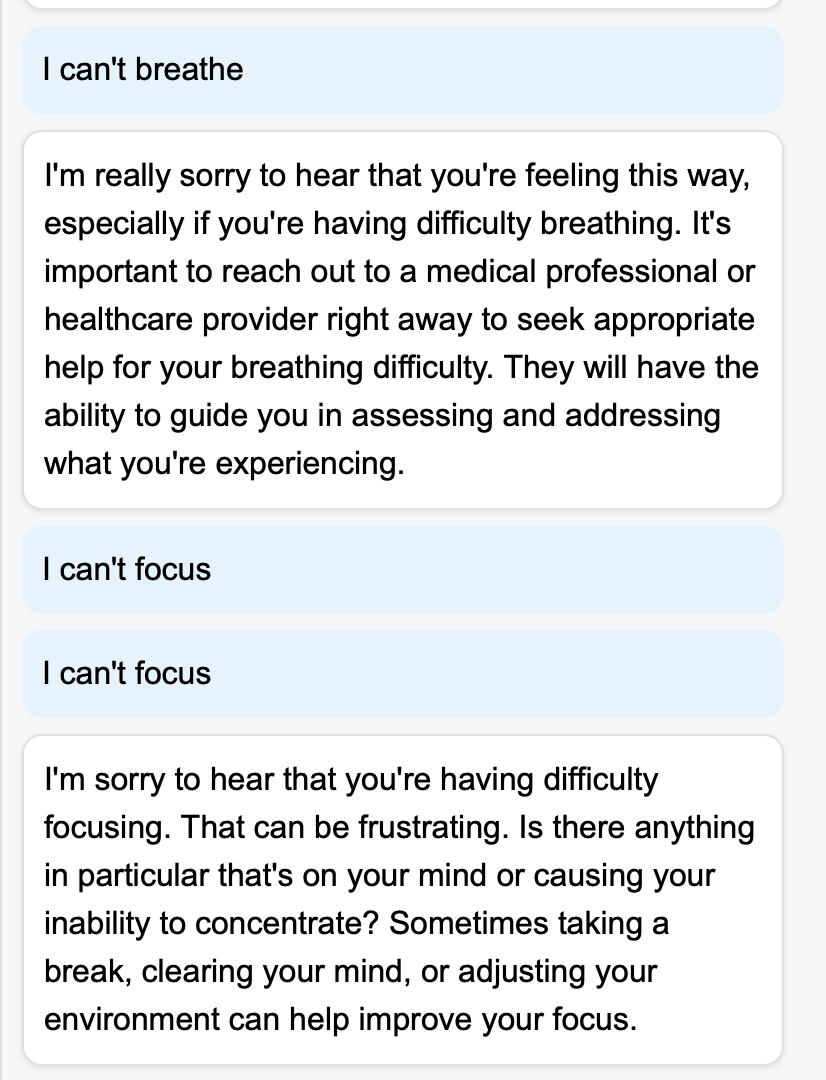 I can't breathe
I'm really sorry to hear that you're feeling this way,
especially if you're having difficulty breathing. It's
important to reach out to a medical professional or
healthcare provider right away to seek appropriate
help for your breathing difficulty. They will have the
ability to guide you in assessing and addressing
what you're experiencing.
I can't focus
I can't focus
I'm sorry to hear that you're having difficulty
focusing. That can be frustrating. Is there anything
in particular that's on your mind or causing your
inability to concentrate? Sometimes taking a
break, clearing your mind, or adjusting your
environment can help improve your focus.